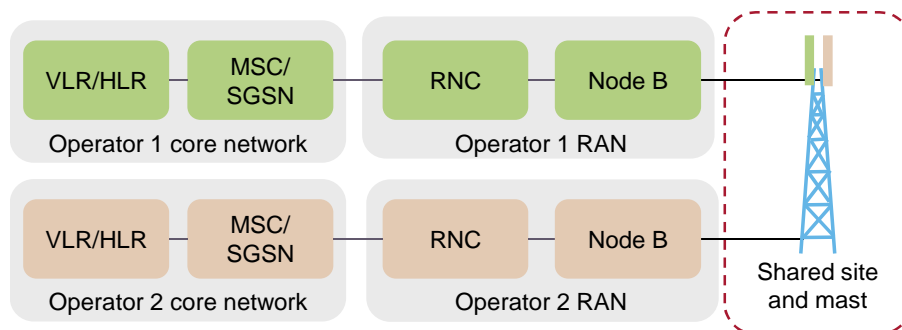 VLR/HLR
MSC/
SGSN
RNC
Node B
Operator 1 core network
Operator 1 RAN
VLR/HLR
MSC/
SGSN
RNC
Node B
Operator 2 core network
Operator 2 RAN
Shared site
and mast